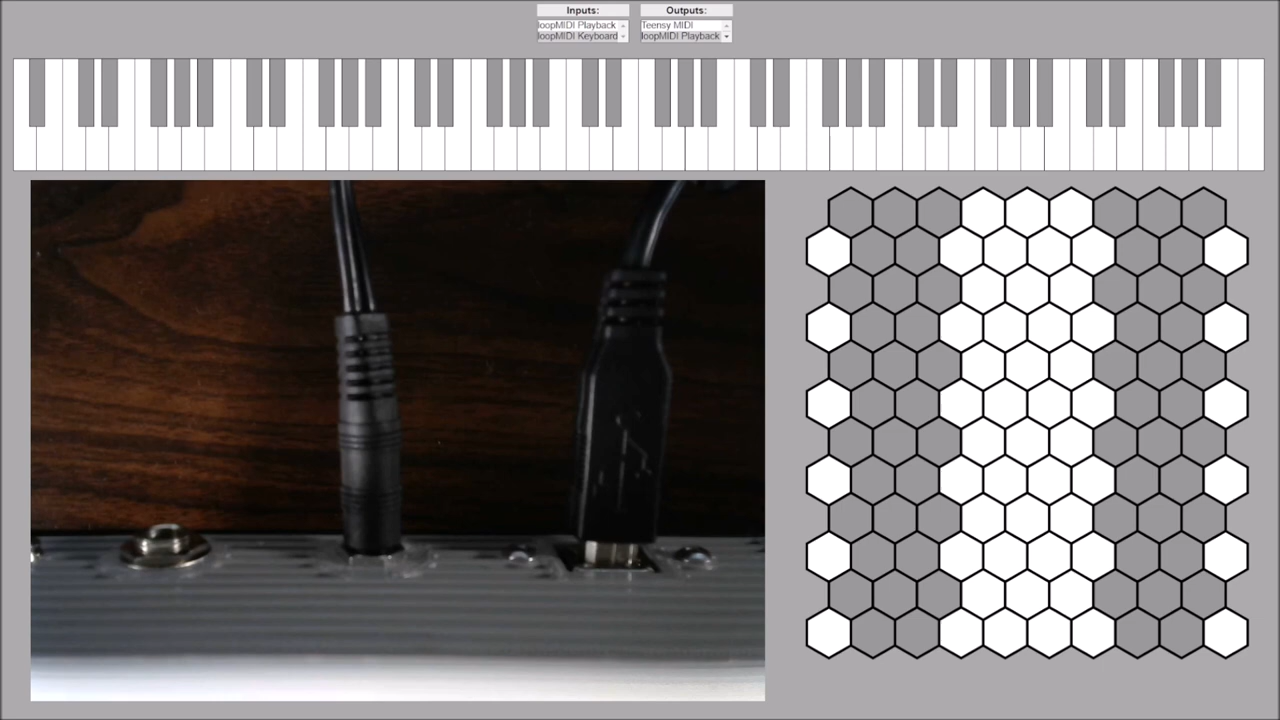 Inputs:
loopMIDI Playback
loopMIDI Keyboard
Outputs:
Teensy MIDI
loopMIDI Playback